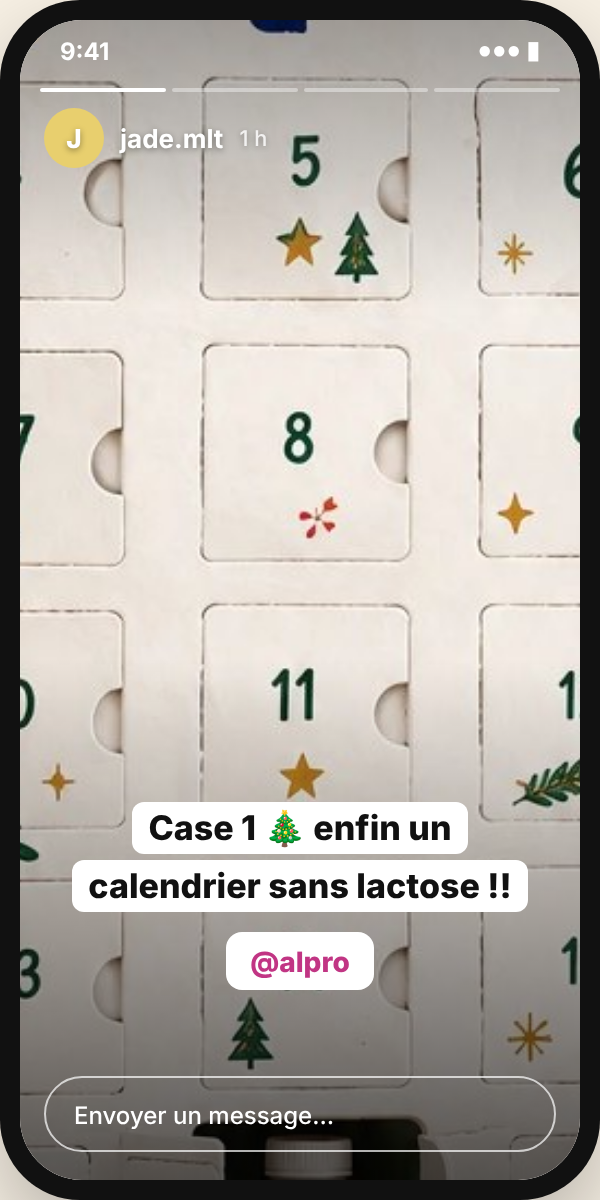 9:41
J jade.mlt 1 h
5
8
11
Case 1 🎄 enfin un
calendrier sans lactose !!
@alpro
Envoyer un message...